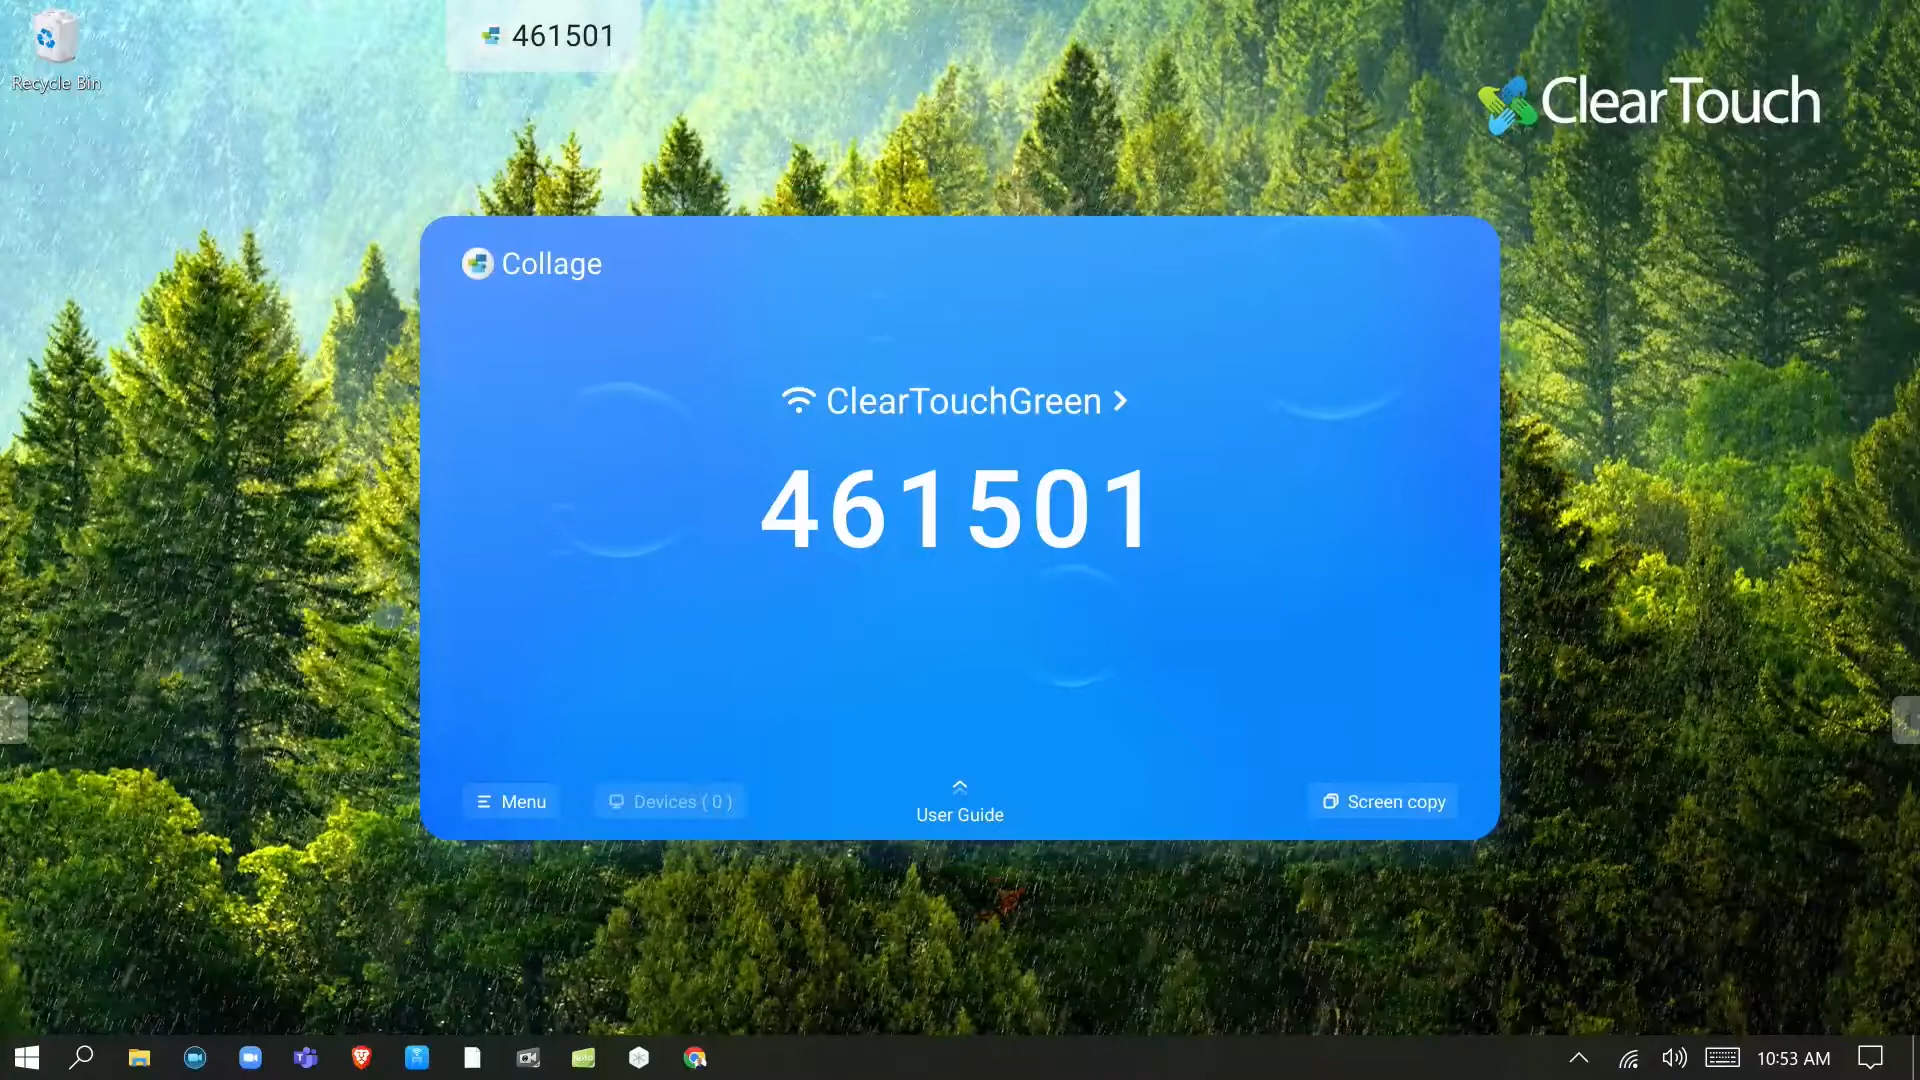 461501
Recycle Bin
ClearTouch
Collage
ClearTouchGreen
461501
Menu
Devices ( 0 )
User Guide
Screen copy
10:53 AM